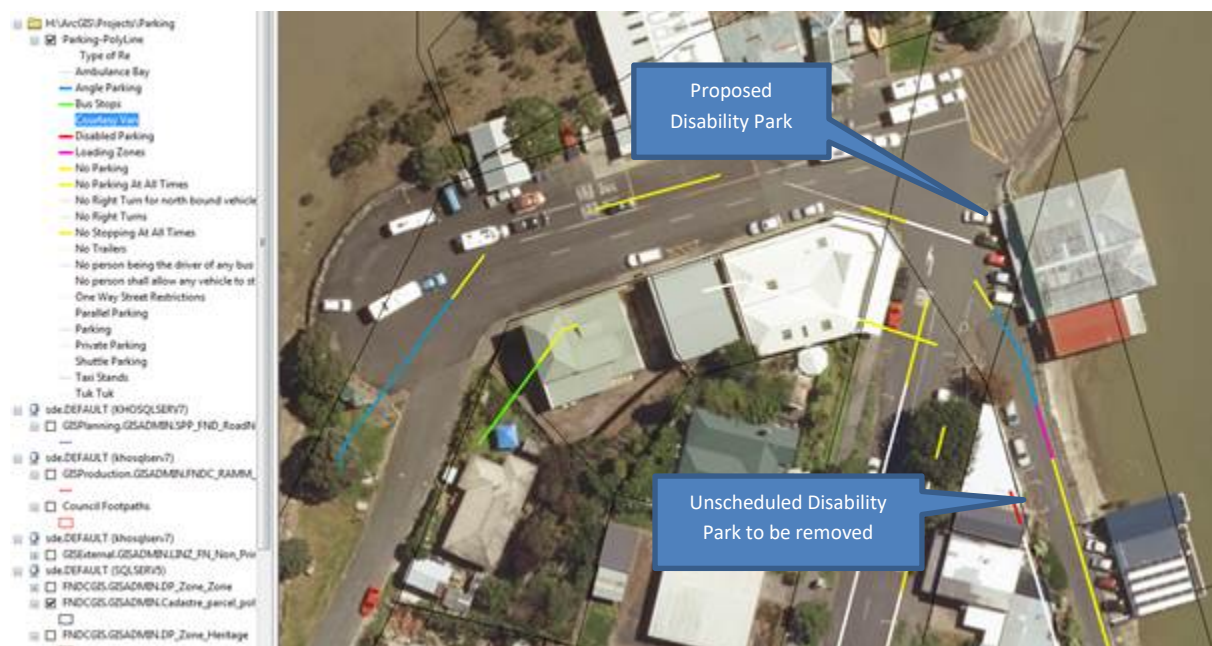 H:\ArcGIS\Projects\Parking
Parking-PolyLine
Type of Re
Ambulance Bay
Angle Parking
Bus Stops
Courtesy Van
Disabled Parking
Loading Zones
No Parking
No Parking At All Times
No Right Turn for north bound vehicle
No Right Turns
No Stopping At All Times
No Trailers
No person being the driver of any bus
No person shall allow any vehicle to st
One Way Street Restrictions
Parallel Parking
Parking
Private Parking
Shuttle Parking
Taxi Stands
Tuk Tuk
sde.DEFAULT (KHOSQLSERV7)
GISPlanning.GISADMIN.SPP_FND_RoadN
sde.DEFAULT (khosqlserv7)
GISProduction.GISADMIN.FNDC_RAMM_
Council Footpaths
sde.DEFAULT (khosqlserv7)
GISExternal.GISADMIN.LINZ_FN_Non_Prim
sde.DEFAULT (SQLSERV5)
FNDCGIS.GISADMIN.DP_Zone_Zone
FNDCGIS.GISADMIN.Cadastre_parcel_pol
FNDCGIS.GISADMIN.DP_Zone_Heritage
Proposed
Disability Park
Unscheduled Disability
Park to be removed